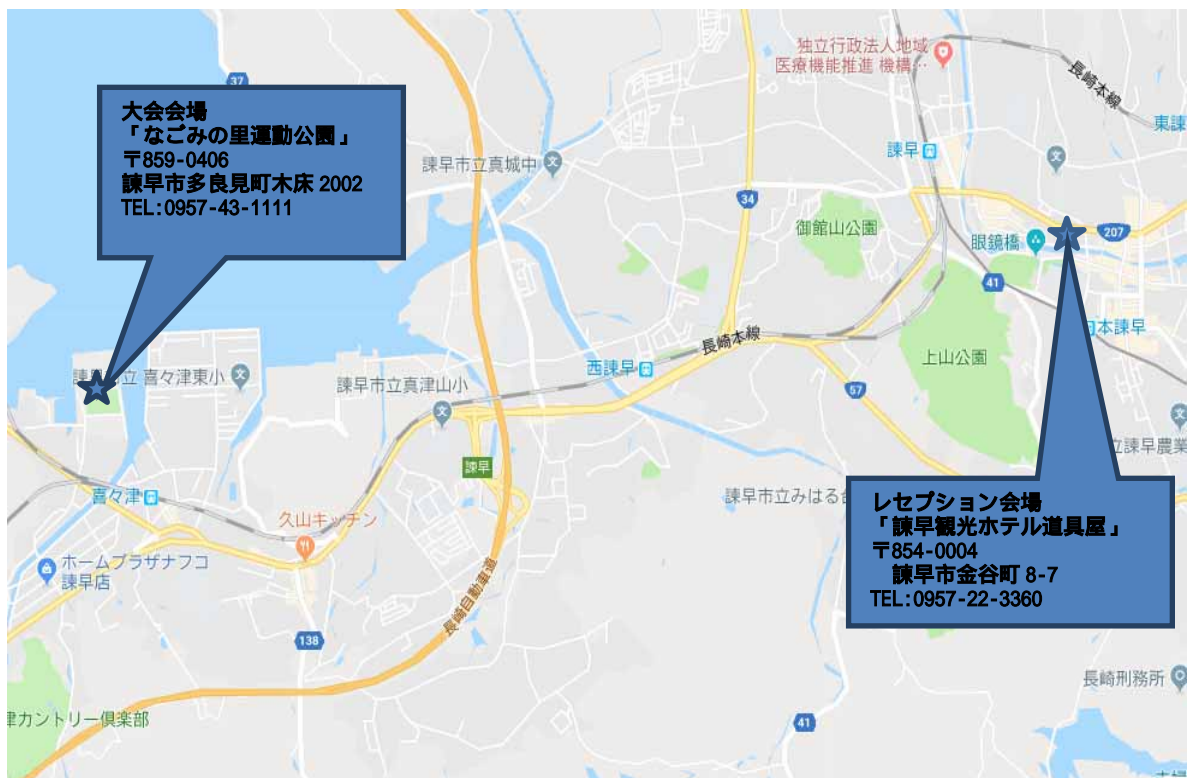 独立行政法人地域
医療機能推進 機構…
長崎本線
東諫
37
大会会場
「なごみの里運動公園」
〒859-0406
諫早市多良見町木床 2002
TEL:0957-43-1111
諫早市立真城中
諫早
34
御館山公園
眼鏡橋
207
41
長崎本線
本諫早
西諫早
上山公園
諫早市立 喜々津東小
諫早市立真津山小
57
立諫早農業
諫早
喜々津
諫早市立みはる台
久山キッチン
ホームプラザナフコ
諫早店
レセプション会場
「諫早観光ホテル道具屋」
〒854-0004
諫早市金谷町 8-7
TEL:0957-22-3360
長崎自動車道
138
長崎刑務所
津カントリー倶楽部
41